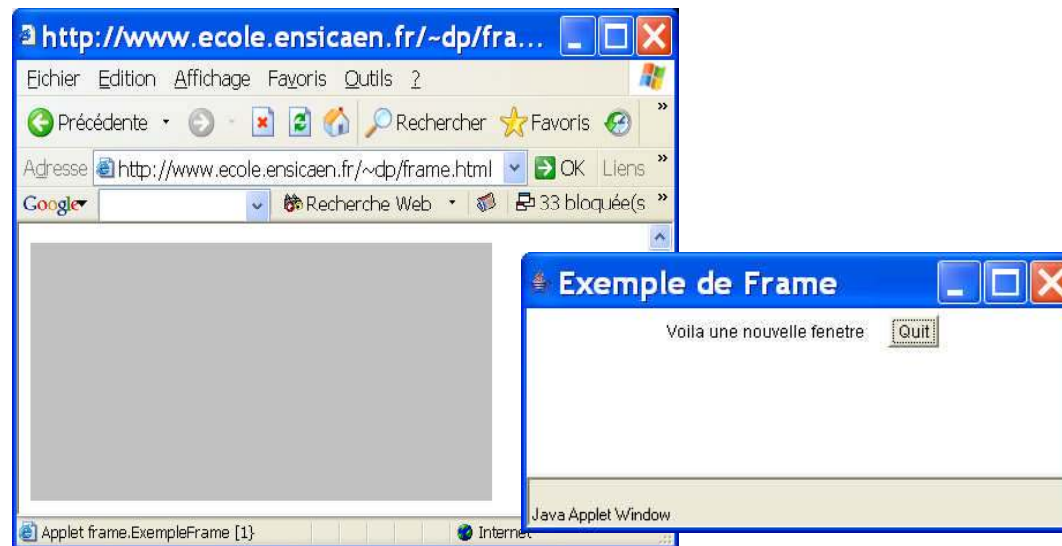 http://www.ecole.ensicaen.fr/~dp/fra...
Fichier Edition Affichage Favoris Outils ?
Précédente Rechercher Favoris »
Adresse http://www.ecole.ensicaen.fr/~dp/frame.html OK Liens »
Google Recherche Web 33 bloquée(s »
Exemple de Frame
Voila une nouvelle fenetre Quit
Java Applet Window
Applet frame.ExempleFrame [1} Internet